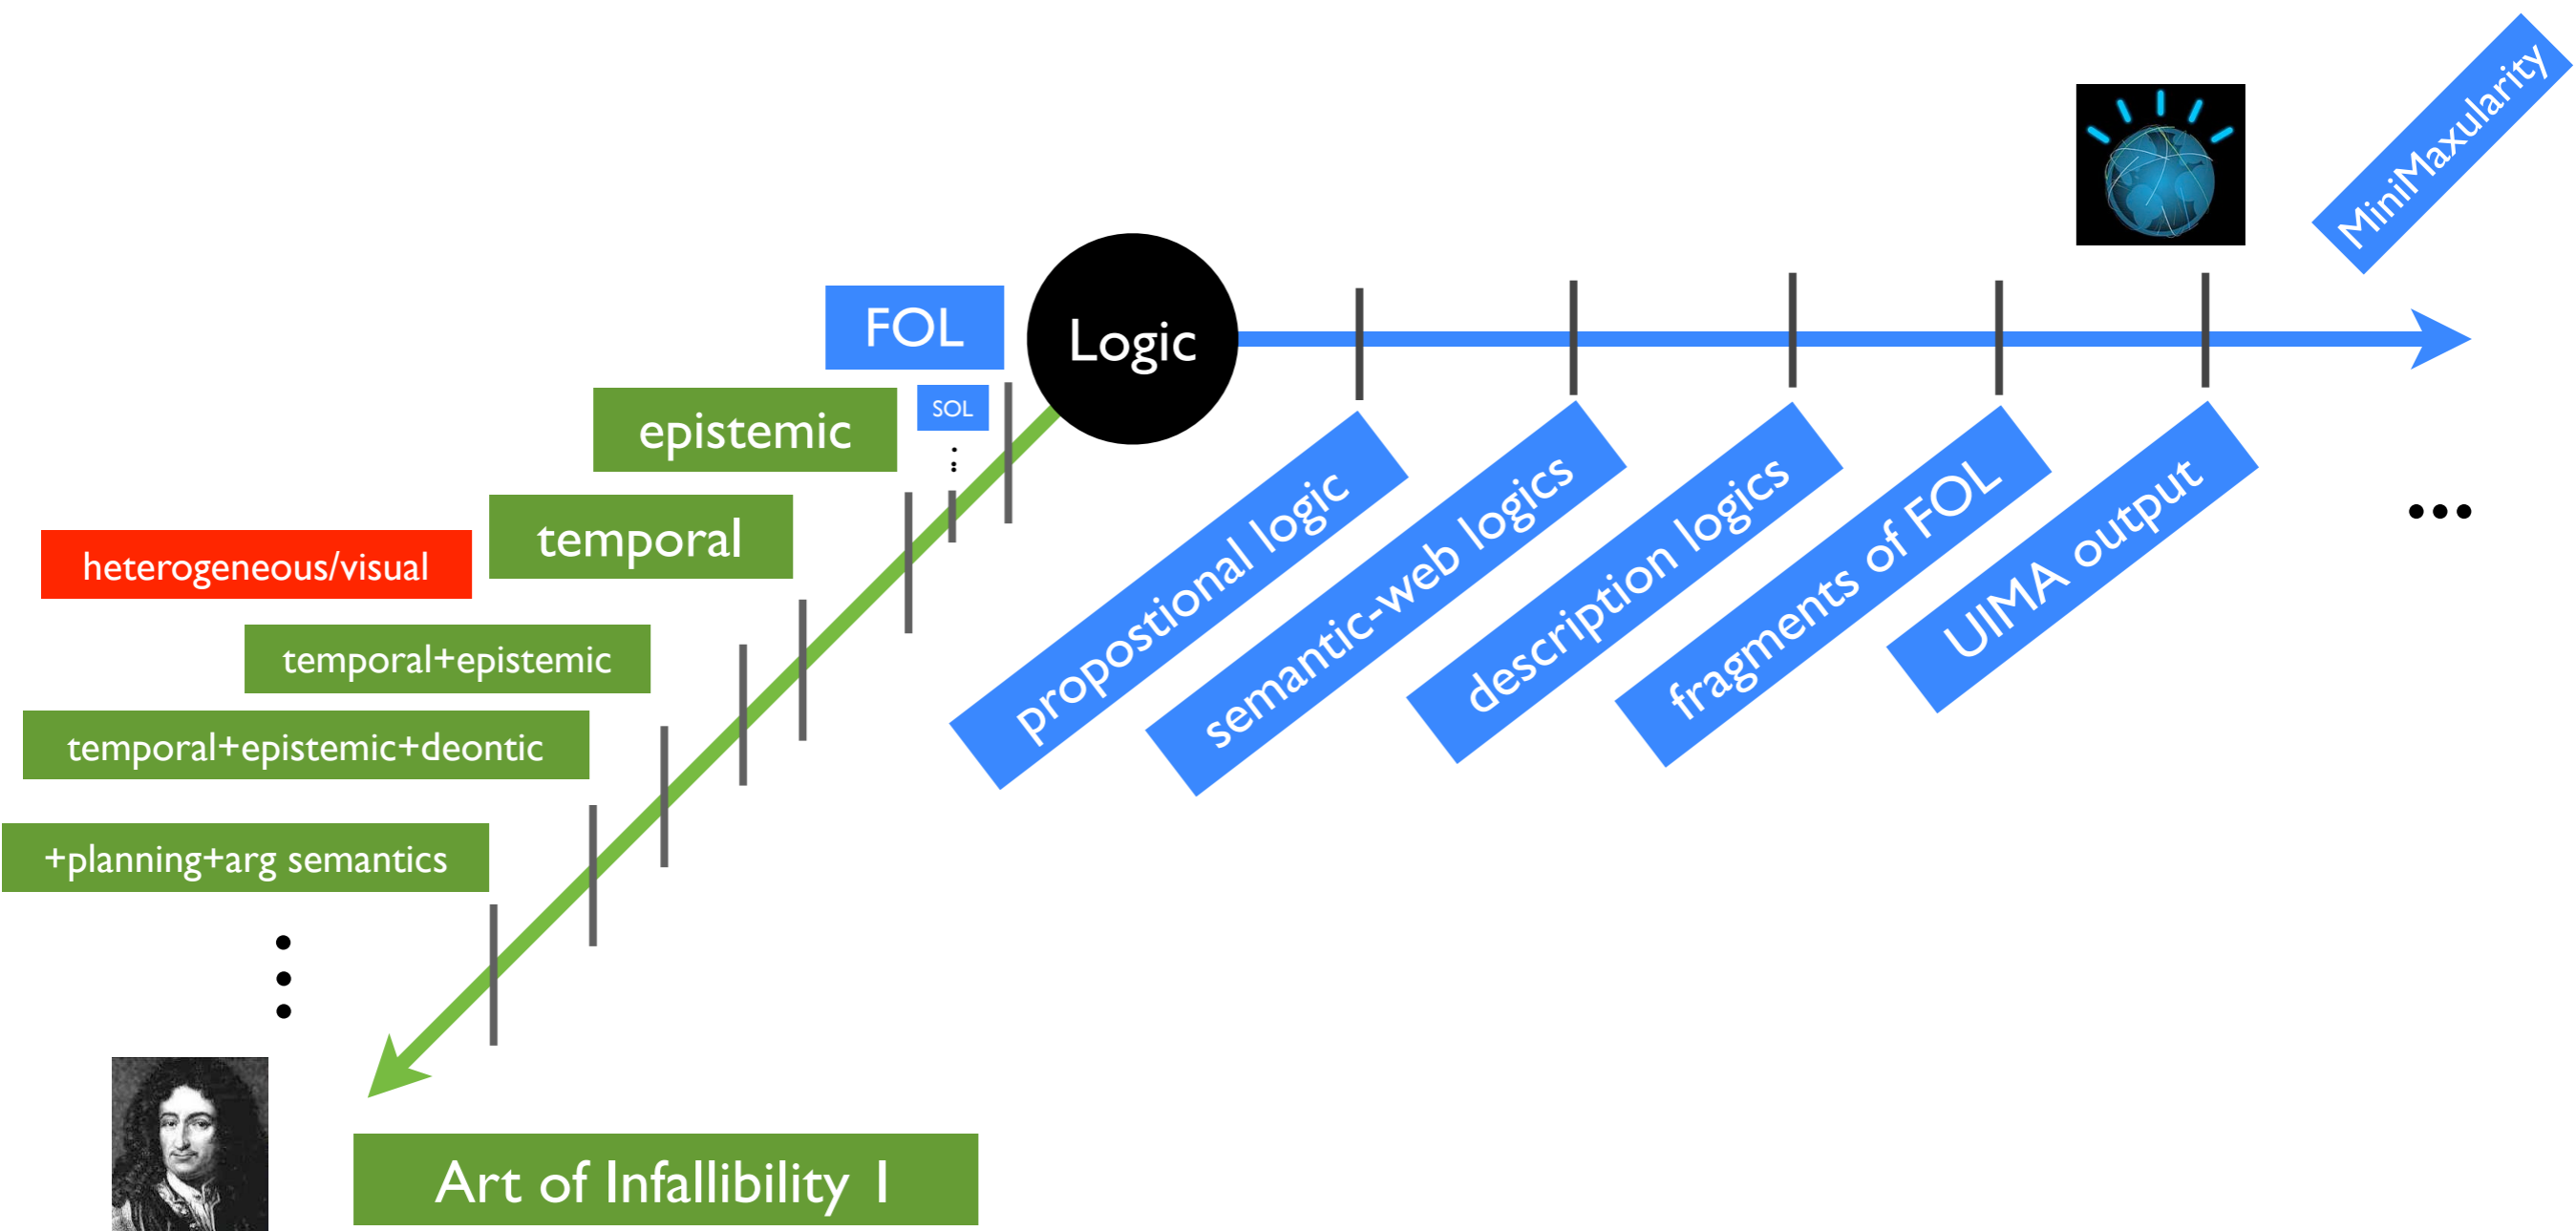 MiniMaxularity
FOL
Logic
SOL
epistemic
temporal
heterogeneous/visual
temporal+epistemic
temporal+epistemic+deontic
+planning+arg semantics
propostional logic
semantic-web logics
description logics
fragments of FOL
UIMA output
...
Art of Infallibility I